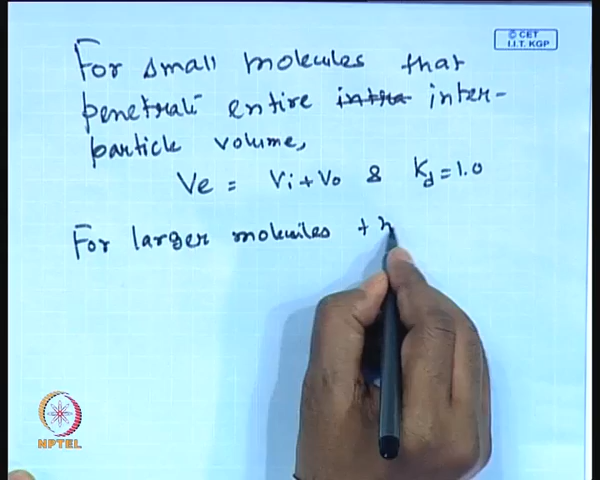 © CET
I.I.T. KGP
For small molecules that
penetrate entire intra inter-
particle volume,
Ve = Vi + Vo & Kd = 1.0
For larger molecules th
NPTEL